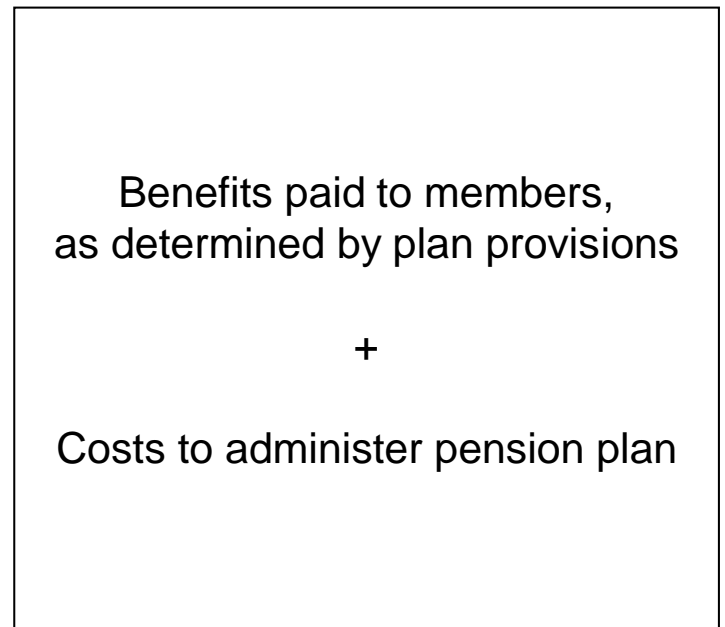 Benefits paid to members,
as determined by plan provisions
+
Costs to administer pension plan